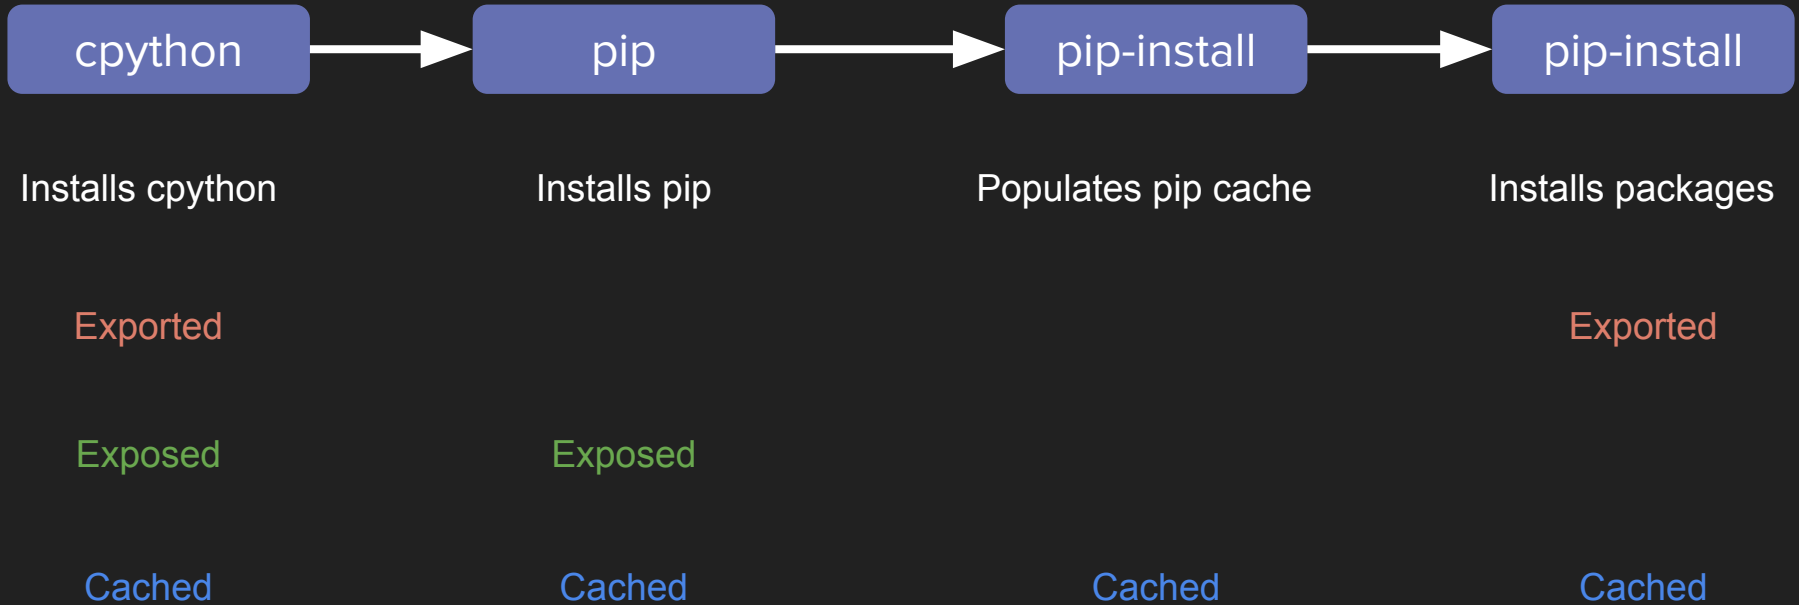 cpython
pip
pip-install
pip-install
Installs cpython
Installs pip
Populates pip cache
Installs packages
Exported
Exported
Exposed
Exposed
Cached
Cached
Cached
Cached